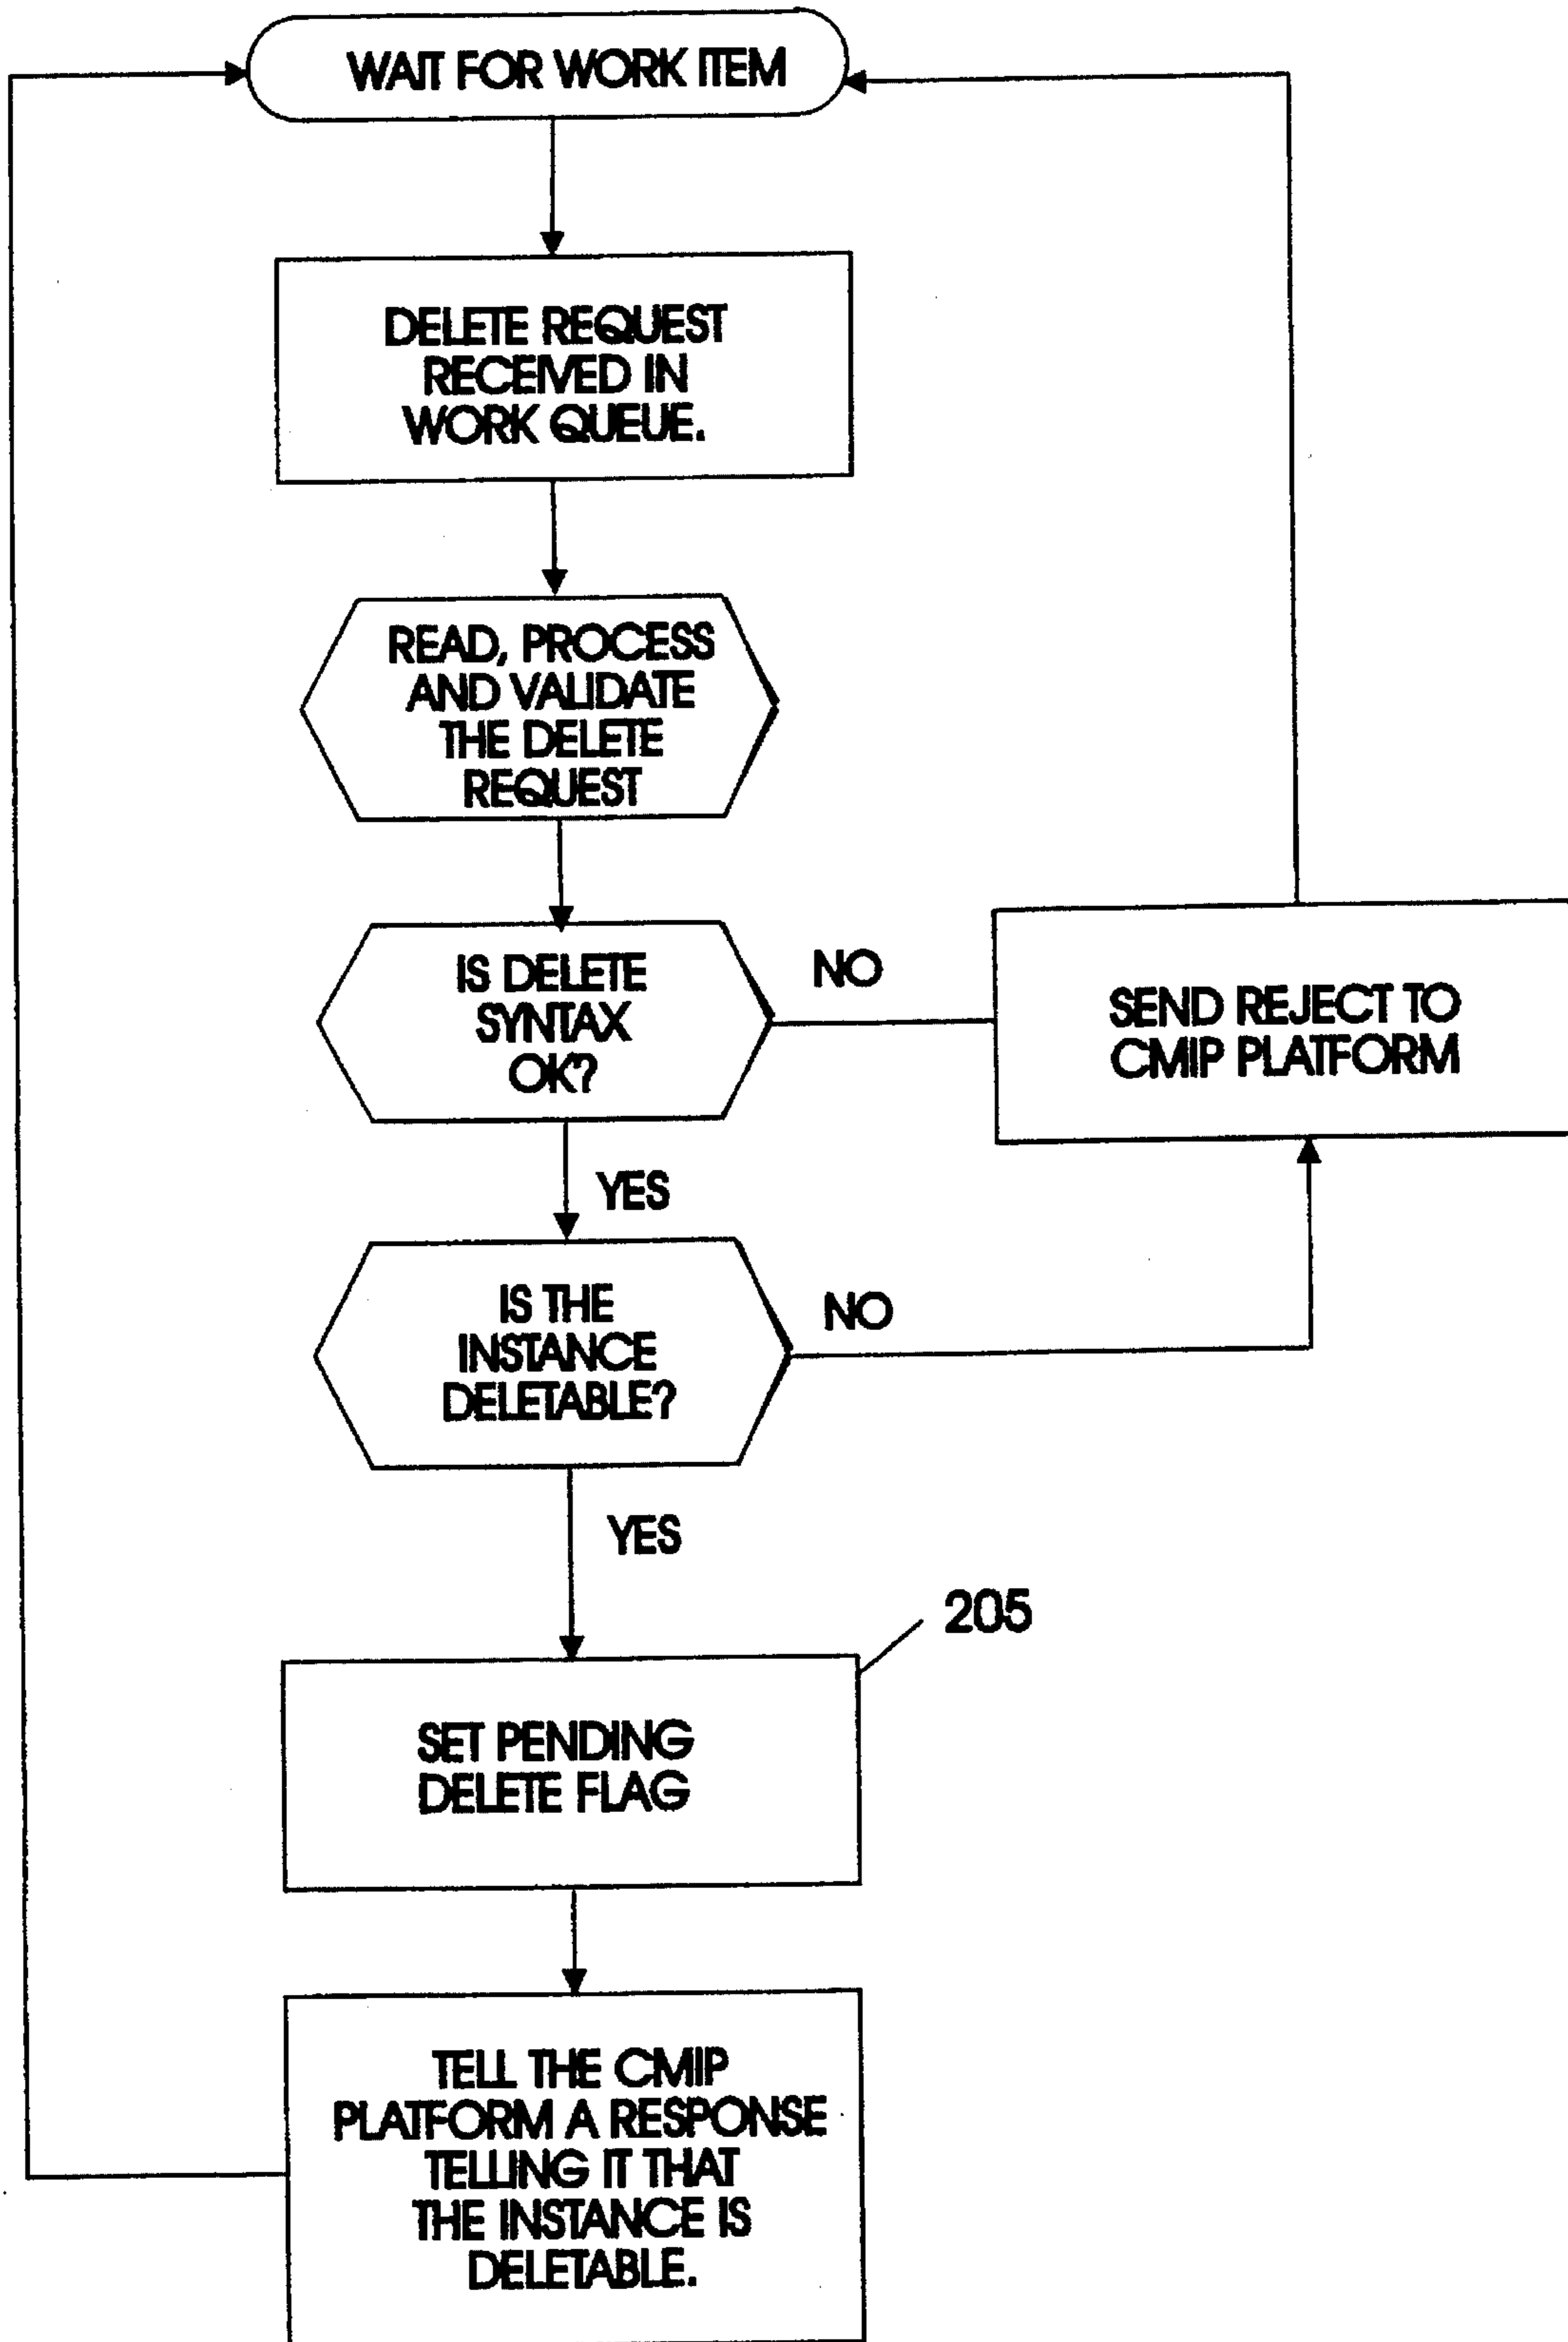 WAIT FOR WORK ITEM
DELETE REQUEST
RECEIVED IN
WORK QUEUE.
READ, PROCESS
AND VALIDATE
THE DELETE
REQUEST
IS DELETE
SYNTAX
OK?
NO
SEND REJECT TO
CMIP PLATFORM
YES
IS THE
INSTANCE
DELETABLE?
NO
YES
205
SET PENDING
DELETE FLAG
TELL THE CMIP
PLATFORM A RESPONSE
TELLING IT THAT
THE INSTANCE IS
DELETABLE.